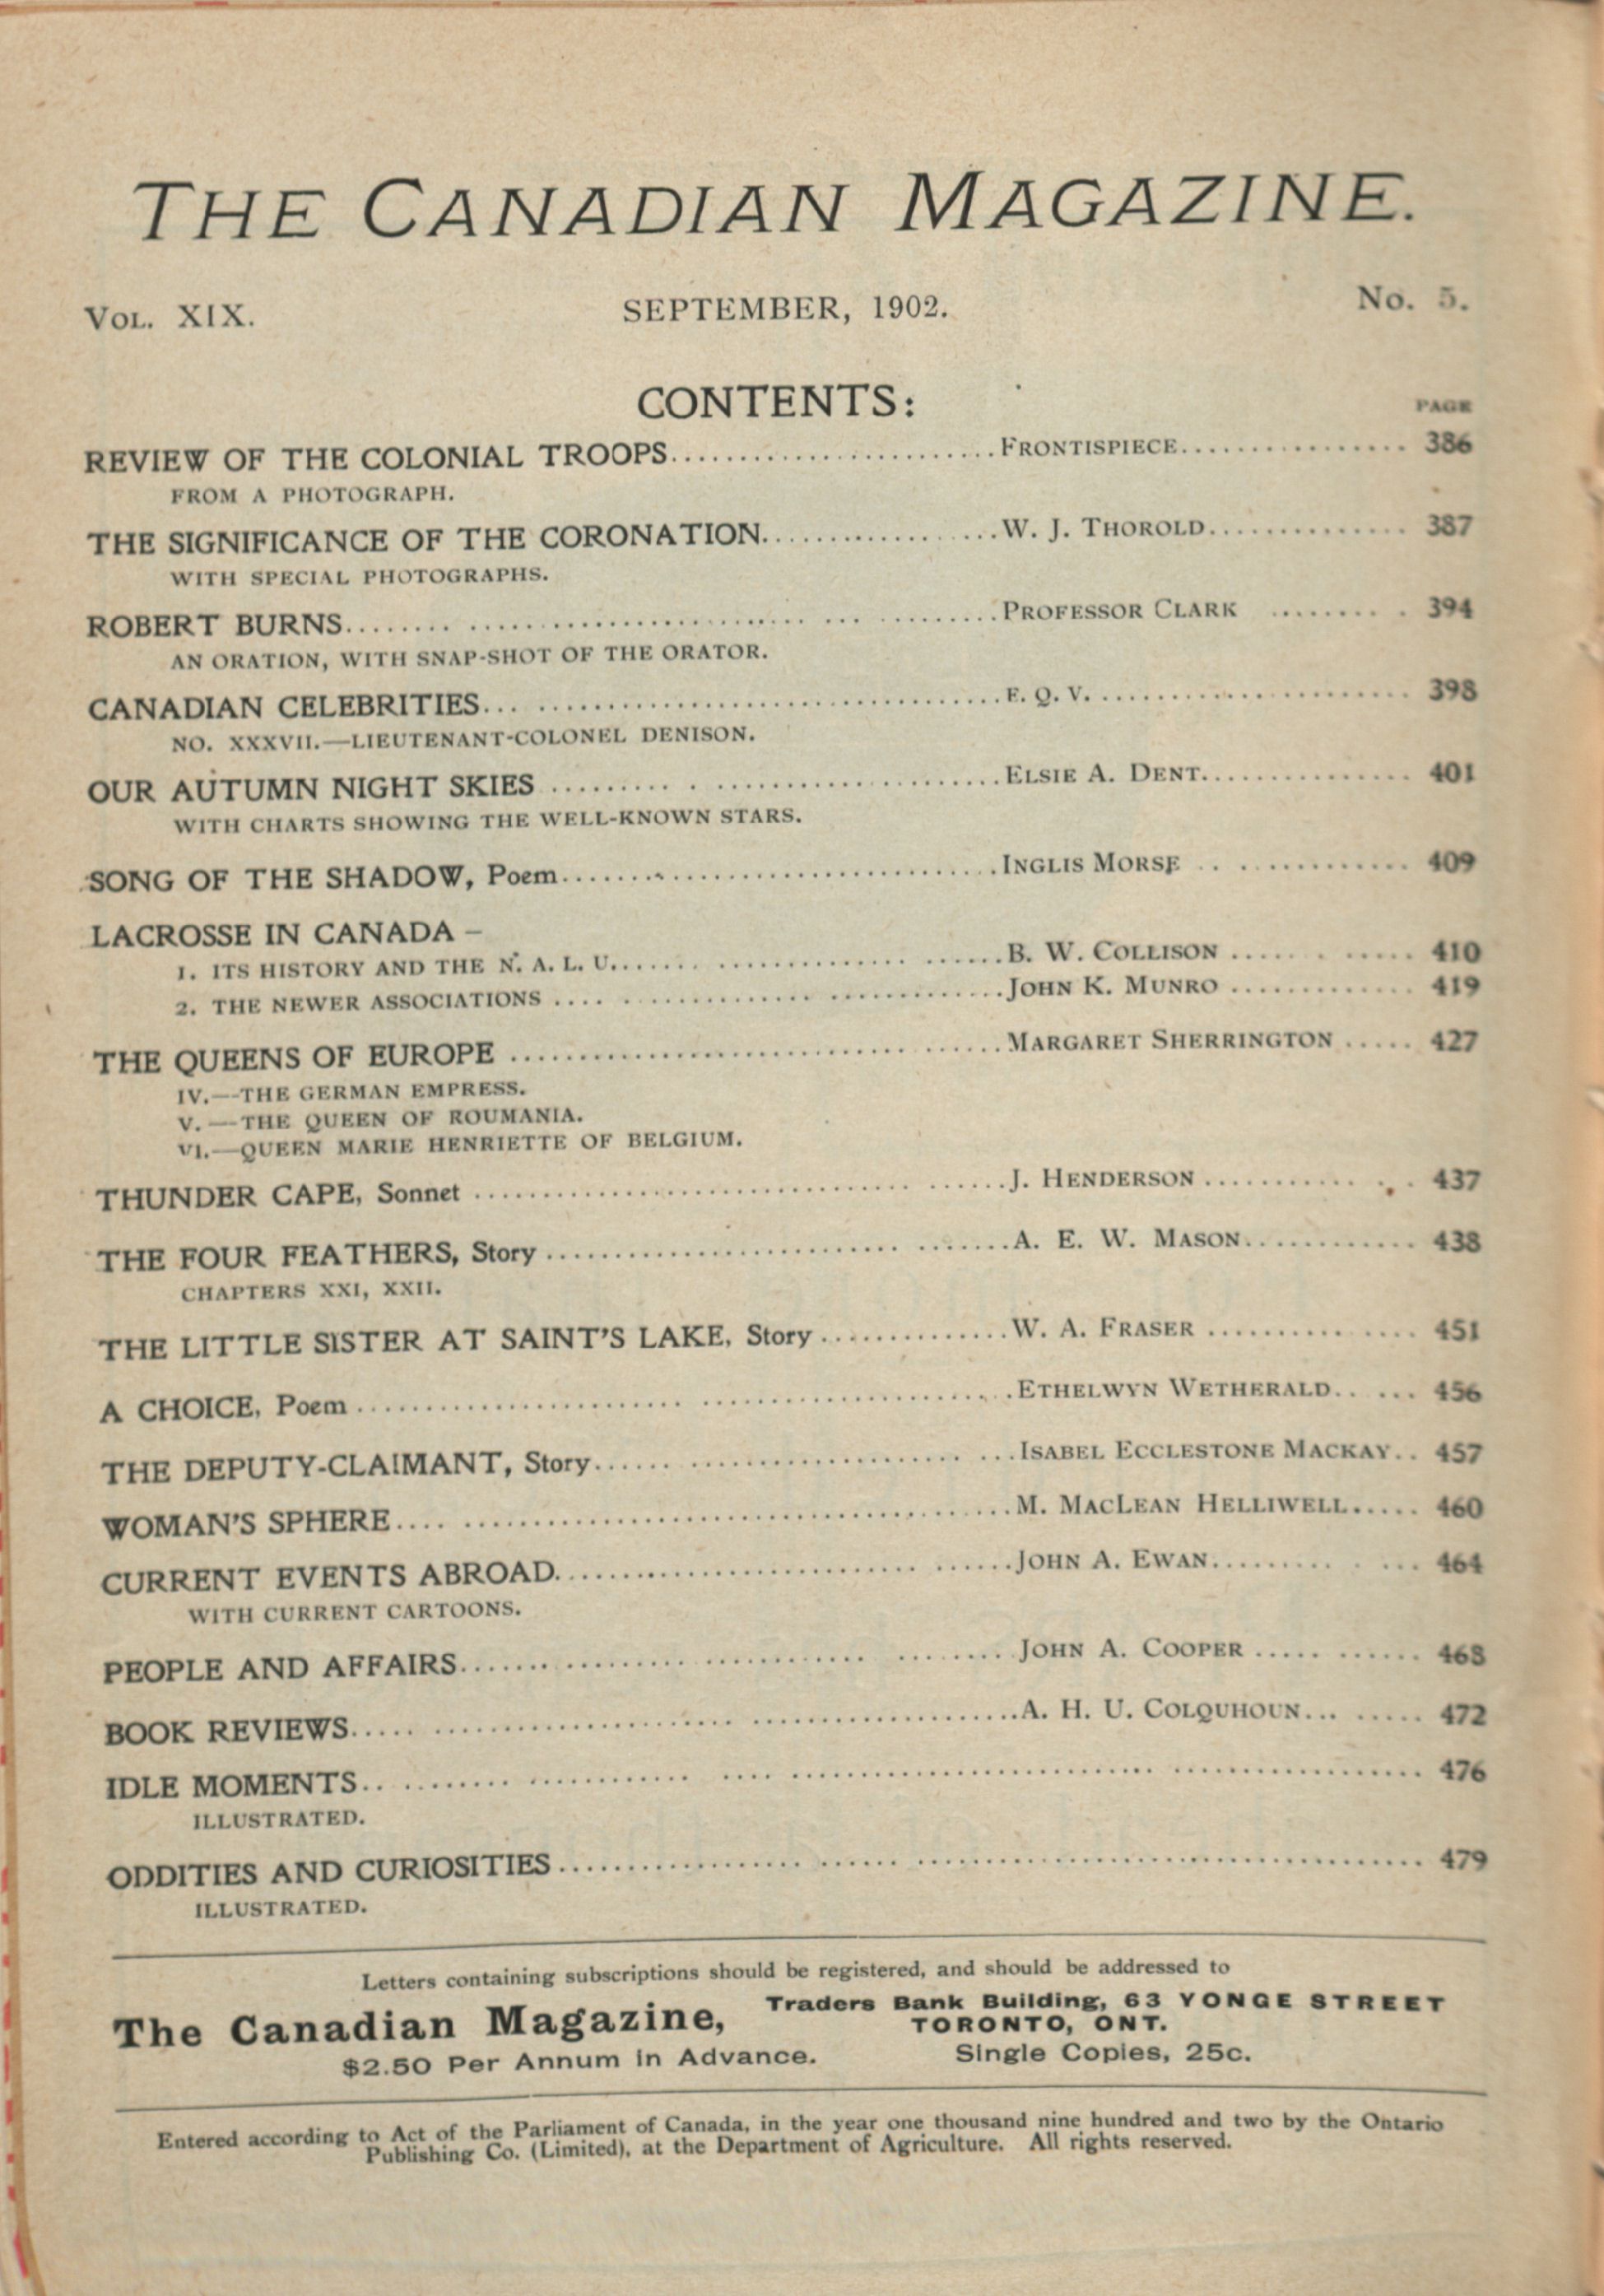 THE CANADIAN MAGAZINE.
VOL. XIX. SEPTEMBER, 1902. No. 5.
CONTENTS:
PAGE
REVIEW OF THE COLONIAL TROOPS........................FRONTISPIECE................ 386
FROM A PHOTOGRAPH.
THE SIGNIFICANCE OF THE CORONATION..................W. J. THOROLD.............. 387
WITH SPECIAL PHOTOGRAPHS.
ROBERT BURNS........ ........................ ... .........PROFESSOR CLARK ......... 394
AN ORATION, WITH SNAP-SHOT OF THE ORATOR.
CANADIAN CELEBRITIES... ..................................E. Q. V....................... 398
NO. XXXVII.—LIEUTENANT-COLONEL DENISON.
OUR AUTUMN NIGHT SKIES ......... . .....................ELSIE A. DENT............... 401
WITH CHARTS SHOWING THE WELL-KNOWN STARS.
SONG OF THE SHADOW, Poem................................INGLIS MORSE .. ............ 409
LACROSSE IN CANADA –
1. ITS HISTORY AND THE N. A. L. U....... .............. ......B. W. COLLISON ....... ..... 410
2. THE NEWER ASSOCIATIONS .... .............. .............JOHN K. MUNRO ............. 419
THE QUEENS OF EUROPE ............................. ......MARGARET SHERRINGTON ..... 427
IV.—THE GERMAN EMPRESS.
V.—THE QUEEN OF ROUMANIA.
VI.—QUEEN MARIE HENRIETTE OF BELGIUM.
THUNDER CAPE, Sonnet ................................ ......J. HENDERSON ........... .. 437
THE FOUR FEATHERS, Story .......................... .......A. E. W. MASON............. 438
CHAPTERS XXI, XXII.
THE LITTLE SISTER AT SAINT'S LAKE, Story ..............W. A. FRASER .......... .... 451
A CHOICE, Poem ........................ .......................ETHELWYN WETHERALD.. ... 456
THE DEPUTY-CLAIMANT, Story...... .................... ...ISABEL ECCLESTONE MACKAY.. 457
WOMAN'S SPHERE.... ........................................M. MACLEAN HELLIWELL..... 460
CURRENT EVENTS ABROAD.......................... ......JOHN A. EWAN......... . ... 464
WITH CURRENT CARTOONS.
PEOPLE AND AFFAIRS................. ............ ........JOHN A. COOPER ..... ...... 468
BOOK REVIEWS..... ...................... ....................A. H. U. COLQUHOUN... ..... 472
IDLE MOMENTS.. ........ ............ .... .......................... .................. 476
ILLUSTRATED.
ODDITIES AND CURIOSITIES .................. ...... ..................................... 479
ILLUSTRATED.
Letters containing subscriptions should be registered, and should be addressed to
The Canadian Magazine, Traders Bank Building, 63 YONGE STREET
TORONTO, ONT.
$2.50 Per Annum in Advance. Single Copies, 25c.
Entered according to Act of the Parliament of Canada, in the year one thousand nine hundred and two by the Ontario
Publishing Co. (Limited), at the Department of Agriculture. All rights reserved.